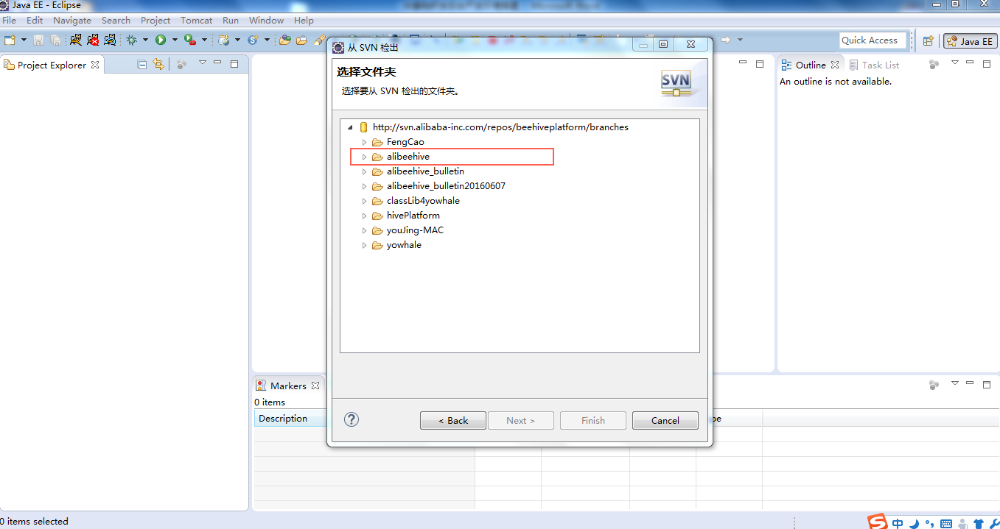 Java EE - Eclipse
File Edit Navigate Search Project Tomcat Run Window Help
Quick Access
Java EE
Project Explorer
从 SVN 检出
选择文件夹
选择要从 SVN 检出的文件夹。
SVN
http://svn.alibaba-inc.com/repos/beehiveplatform/branches
FengCao
alibeehive
alibeehive_bulletin
alibeehive_bulletin20160607
classLib4yowhale
hivePlatform
youJing-MAC
yowhale
? < Back Next > Finish Cancel
Outline Task List
An outline is not available.
Markers
0 items
Description pe
0 items selected
S 中